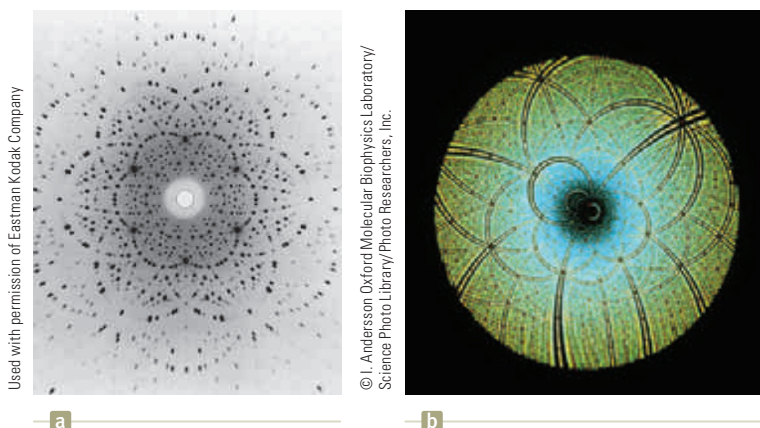 Used with permission of Eastman Kodak Company
© I. Andersson Oxford Molecular Biophysics Laboratory/
Science Photo Library/Photo Researchers, Inc.
a
b